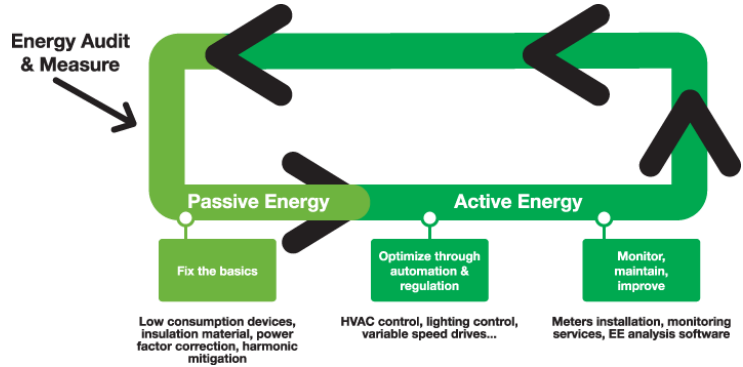 Energy Audit
& Measure
Passive Energy
Active Energy
Fix the basics
Optimize through
automation &
regulation
Monitor,
maintain,
improve
Low consumption devices,
insulation material, power
factor correction, harmonic
mitigation
HVAC control, lighting control,
variable speed drives...
Meters installation, monitoring
services, EE analysis software